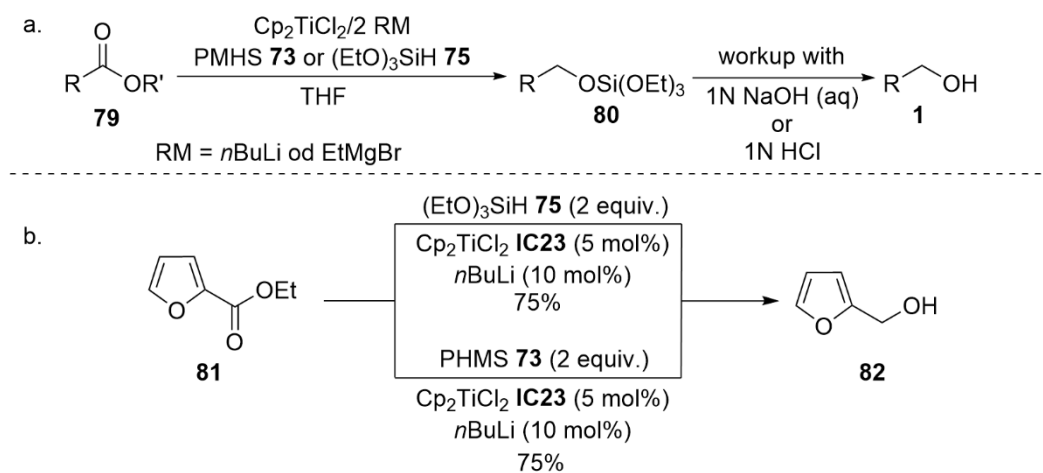 a.
O
R
OR'
79
Cp₂TiCl₂/2 RM
PMHS 73 or (EtO)₃SiH 75
THF
RM = nBuLi od EtMgBr
R
OSi(OEt)₃
80
workup with
1N NaOH (aq)
or
1N HCl
R
OH
1
b.
O
OEt
O
81
(EtO)₃SiH 75 (2 equiv.)
Cp₂TiCl₂ IC23 (5 mol%)
nBuLi (10 mol%)
75%
PHMS 73 (2 equiv.)
Cp₂TiCl₂ IC23 (5 mol%)
nBuLi (10 mol%)
75%
O
OH
82